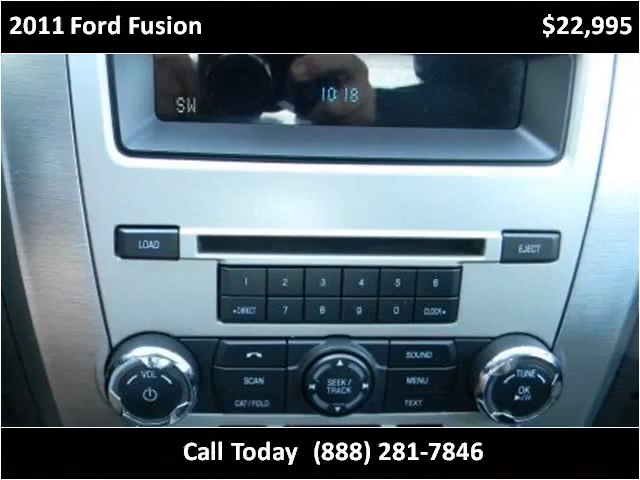 2011 Ford Fusion $22,995
SW 10:18
LOAD EJECT
1 2 3 4 5 6
DIRECT 7 8 9 0 CLOCK
VOL SOUND TUNE
SCAN SEEK/ TRACK MENU OK
CAT/FOLD TEXT
Call Today (888) 281-7846